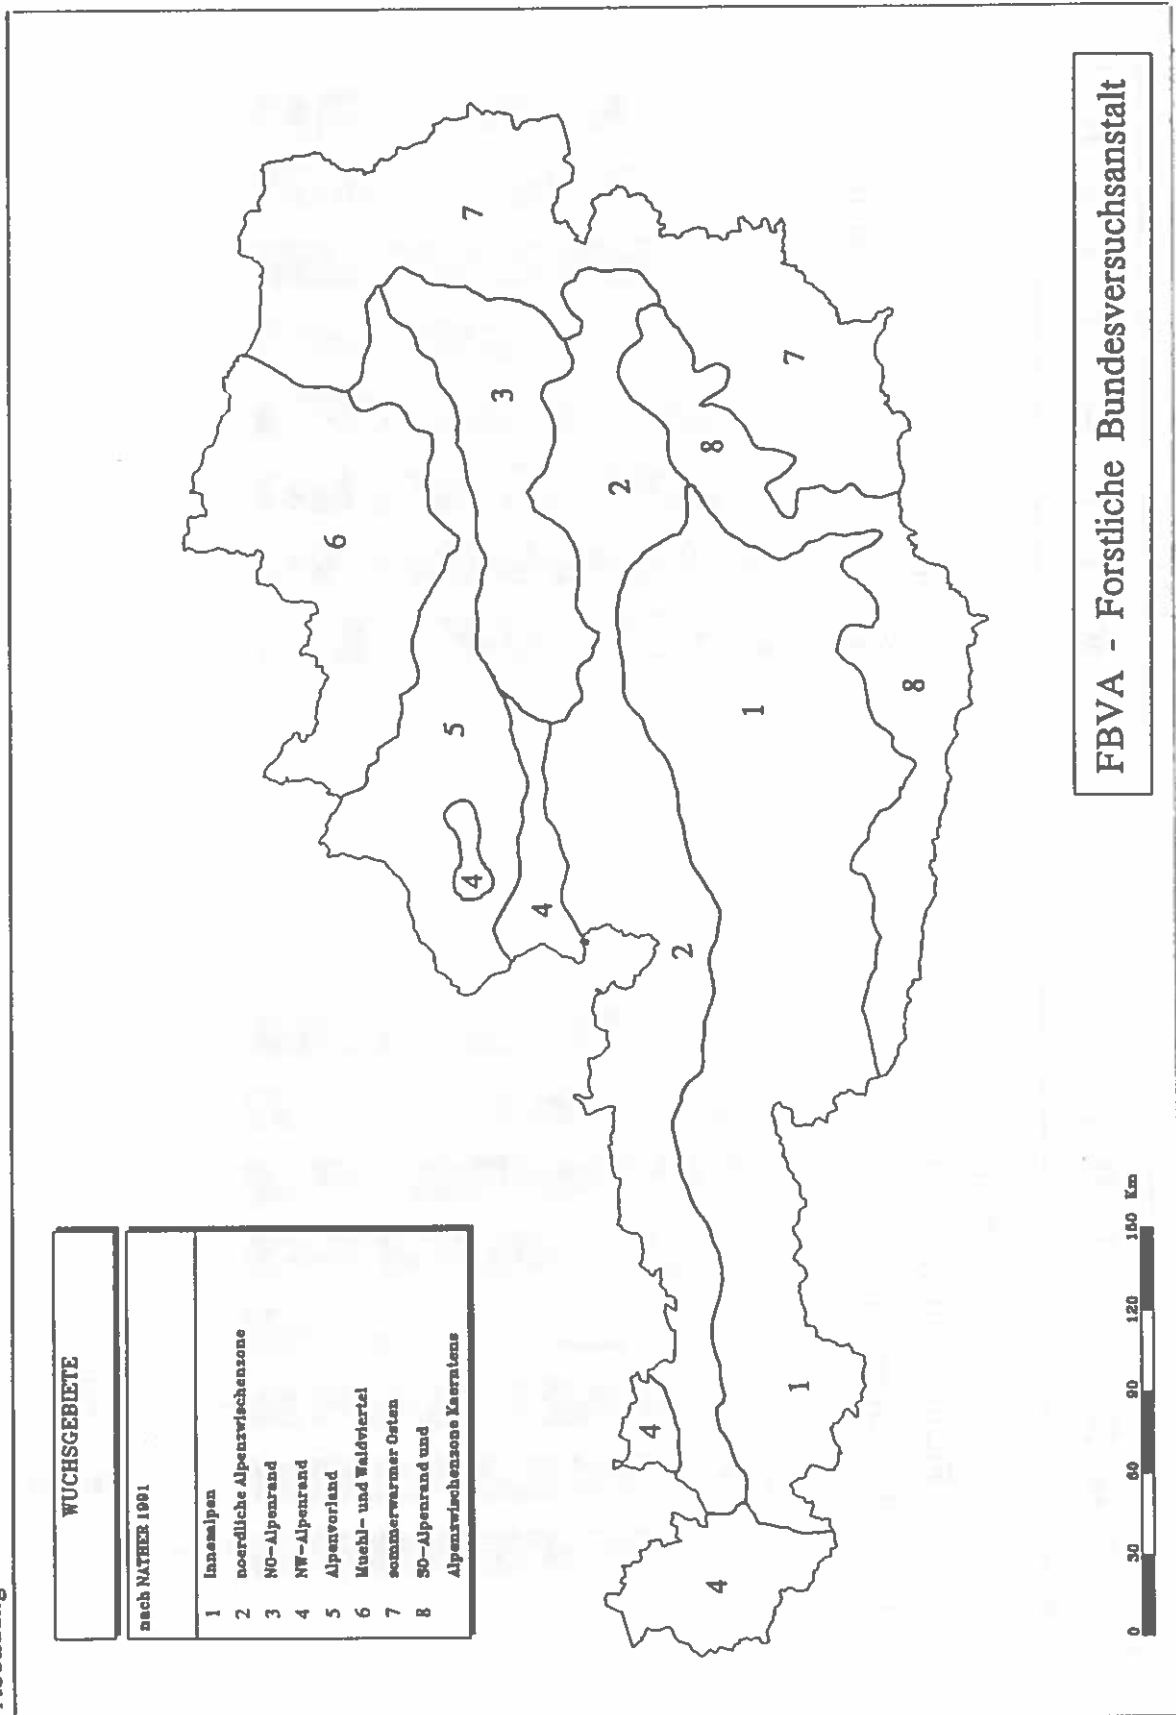 WUCHSGEBIETE
nach NATHER 1991
1 Innenalpen
2 noerdliche Alpenzwischenzone
3 NO-Alpenrand
4 NW-Alpenrand
5 Alpenvorland
6 Muehl- und Waldviertel
7 sommerwarmer Osten
8 SO-Alpenrand und
Alpenzwischenzone Kaerntens
6
7
5
3
4
4
2
2
8
7
4
1
1
8
4
0 30 60 90 120 150 Km
FBVA - Forstliche Bundesversuchsanstalt